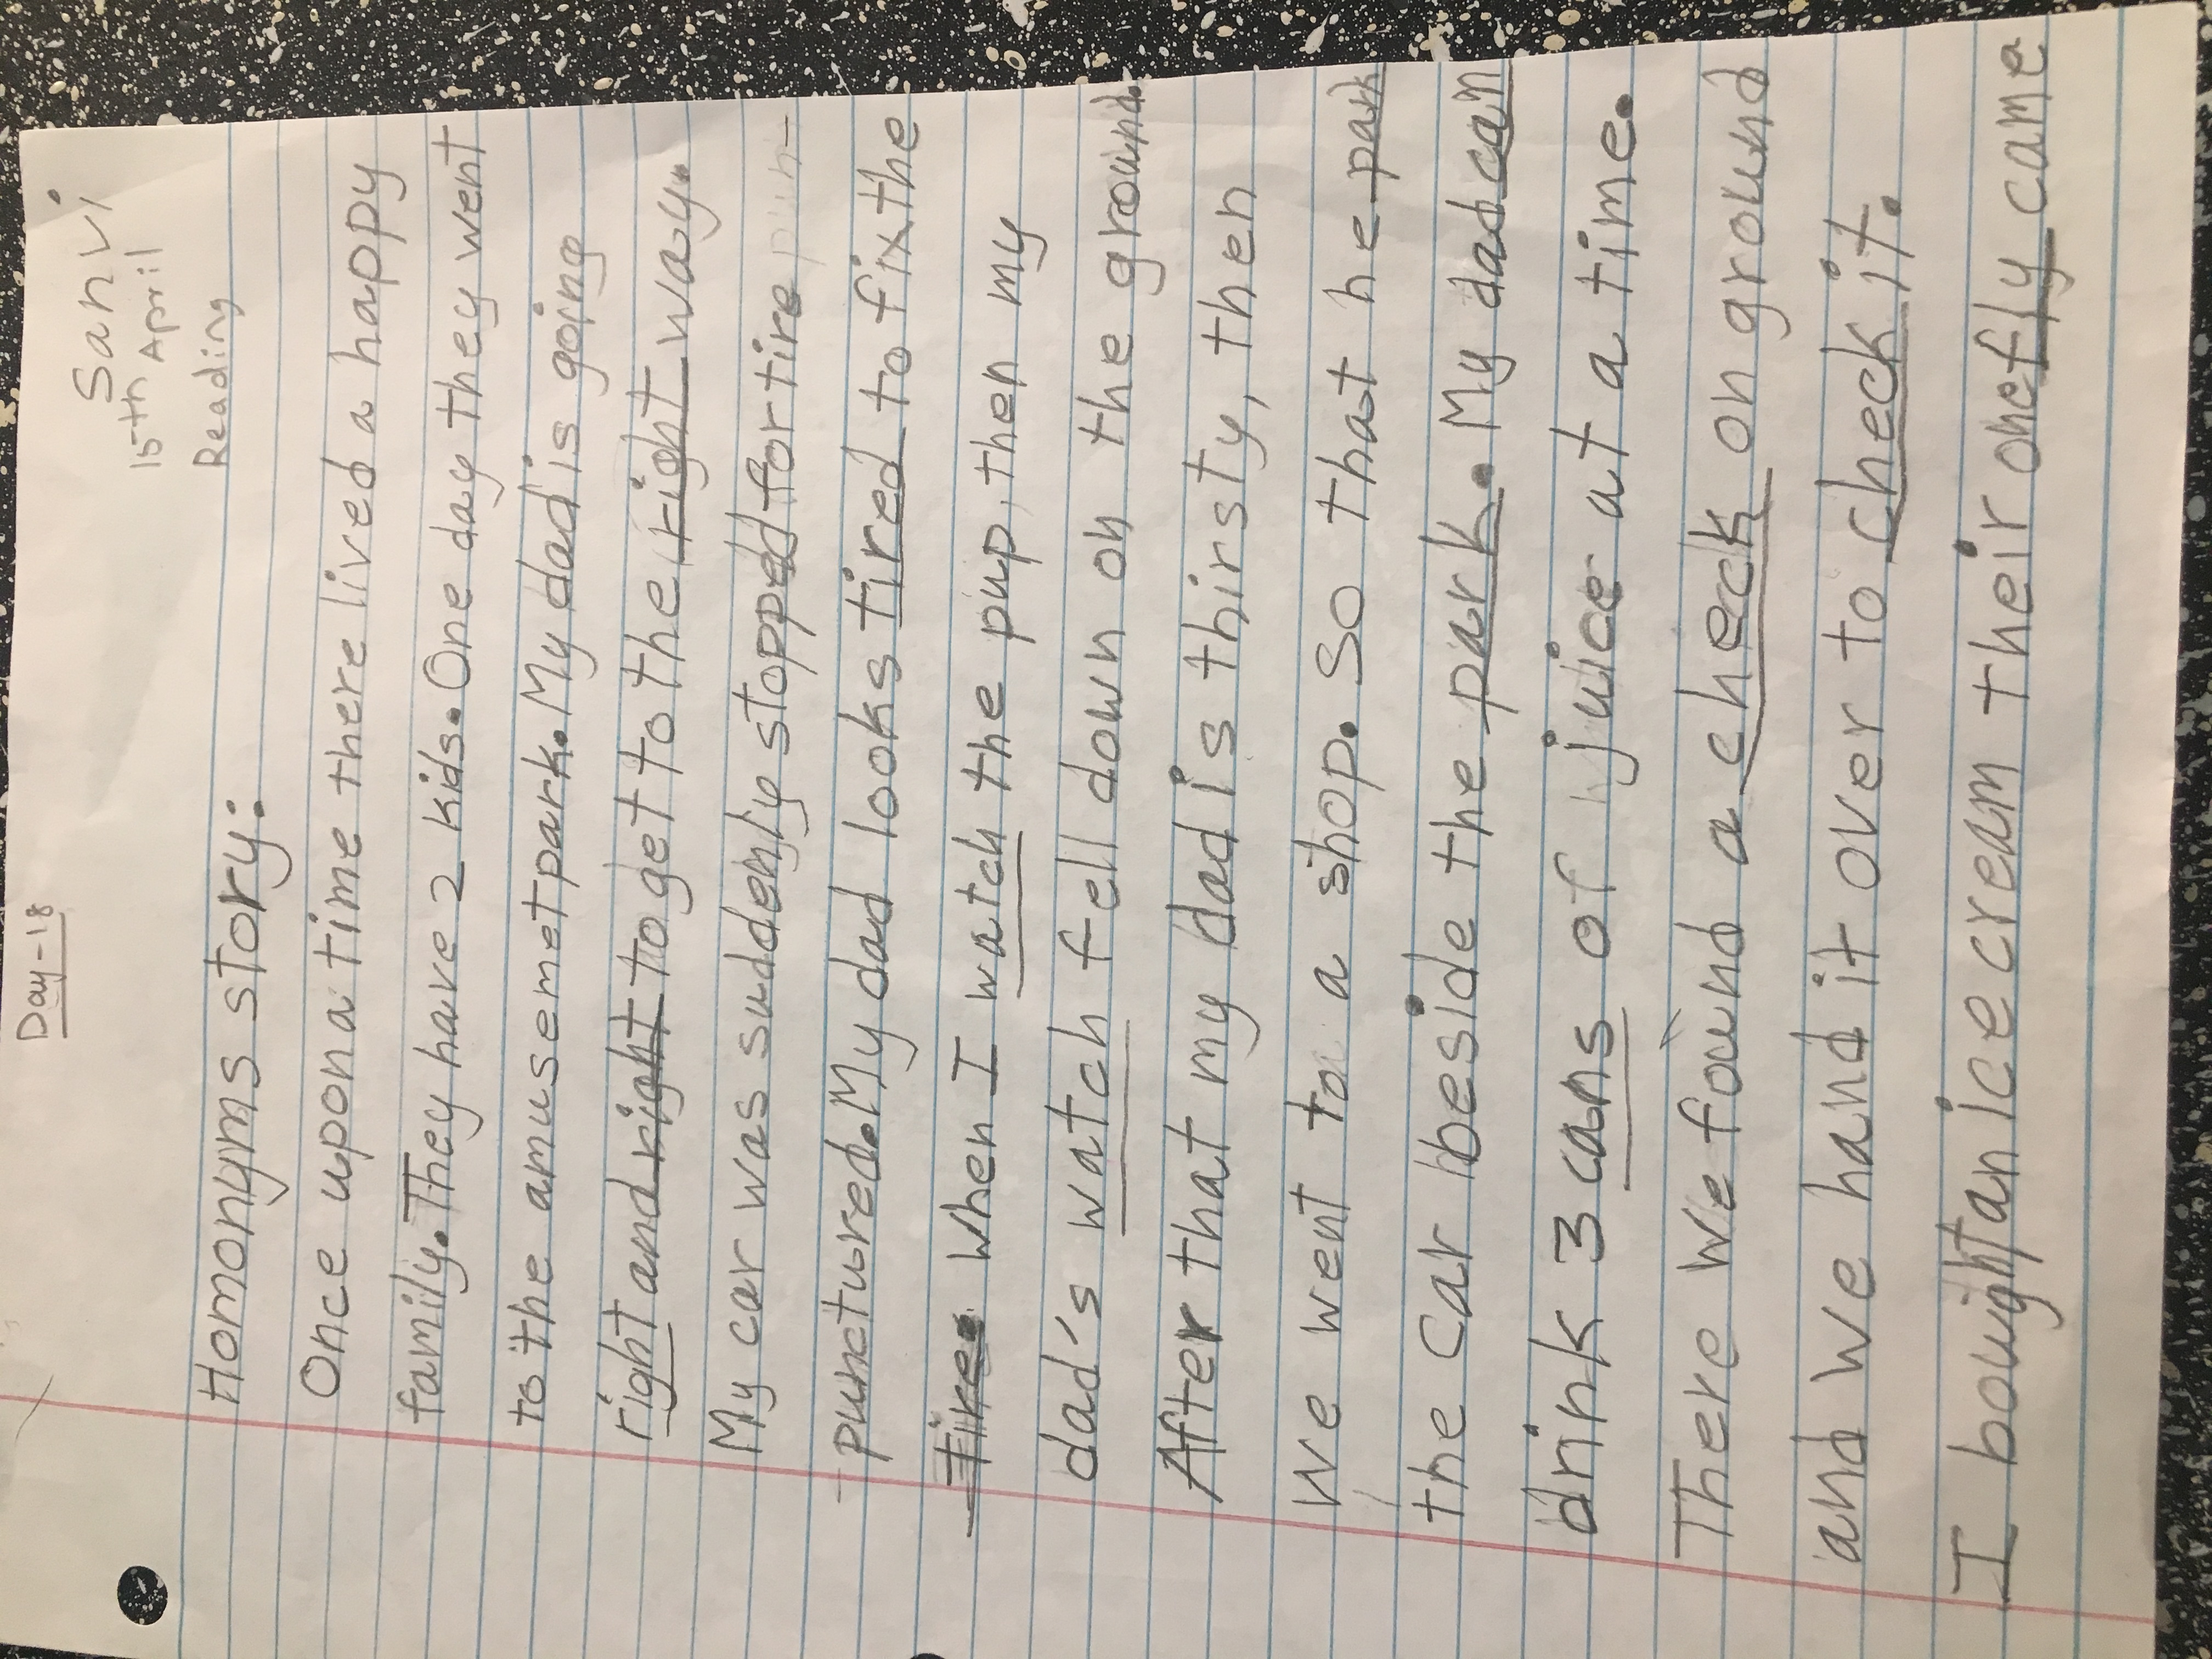 Day-18
Sanvi
15th April
Reading
Homonyms story:
Once upon a time there lived a happy
family. They have 2 kids. One day they went
to the amusemet park. My dad is going
right and right to get to the right way.
My car was suddenly stopped for tire pun-
punctured. My dad looks tired to fix the
tire. When I watch the pup, then my
dad's watch fell down on the ground.
After that my dad is thirsty, then
we went to a shop. So that he park
the car beside the park. My dad can
drink 3 cans of juice at a time.
There we found a check on ground
and we hand it over to check it.
I bought an ice cream their one fly came